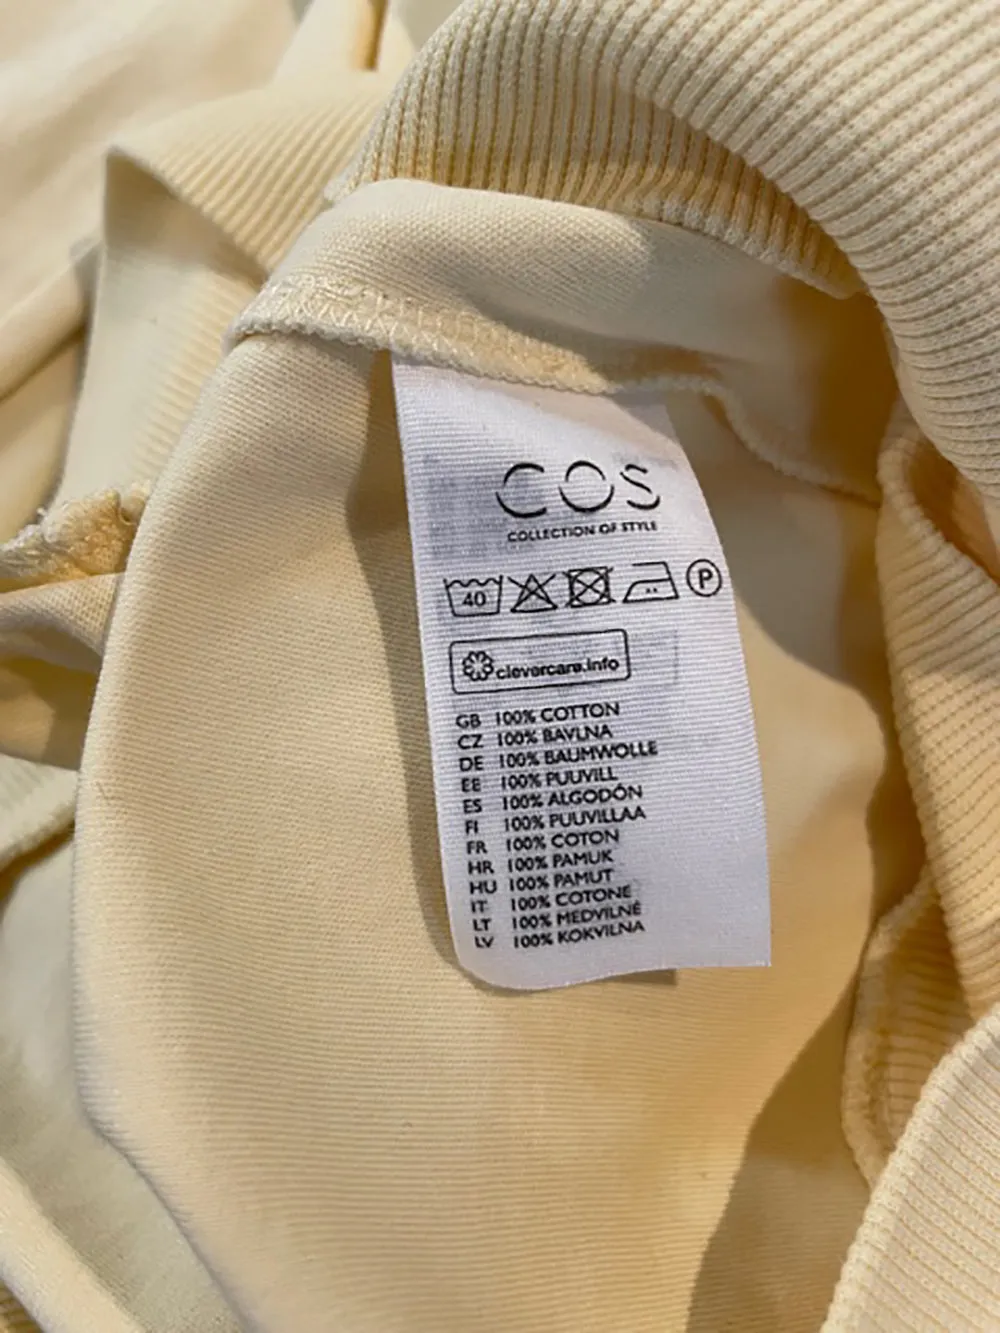 COS
COLLECTION OF STYLE
40 P
clevercare.info
GB 100% COTTON
CZ 100% BAVLNA
DE 100% BAUMWOLLE
EE 100% PUUVILL
ES 100% ALGODÓN
FI 100% PUUVILLAA
FR 100% COTON
HR 100% PAMUK
HU 100% PAMUT
IT 100% COTONE
LT 100% MEDVILNĖ
LV 100% KOKVILNA